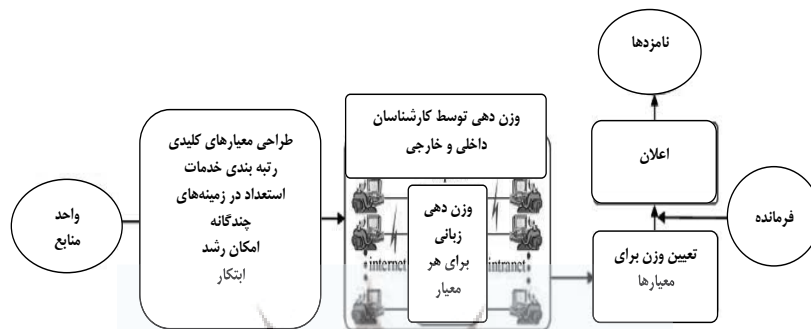 نامزدها
وزن دهی توسط کارشناسان
داخلی و خارجی
طراحی معیارهای کلیدی
رتبه بندی خدمات
استعداد در زمینه‌های
چندگانه
امکان رشد
ابتکار
اعلان
واحد
منابع
وزن دهی
زبانی
برای هر
معیار
internet
intranet
فرمانده
تعیین وزن برای
معیارها